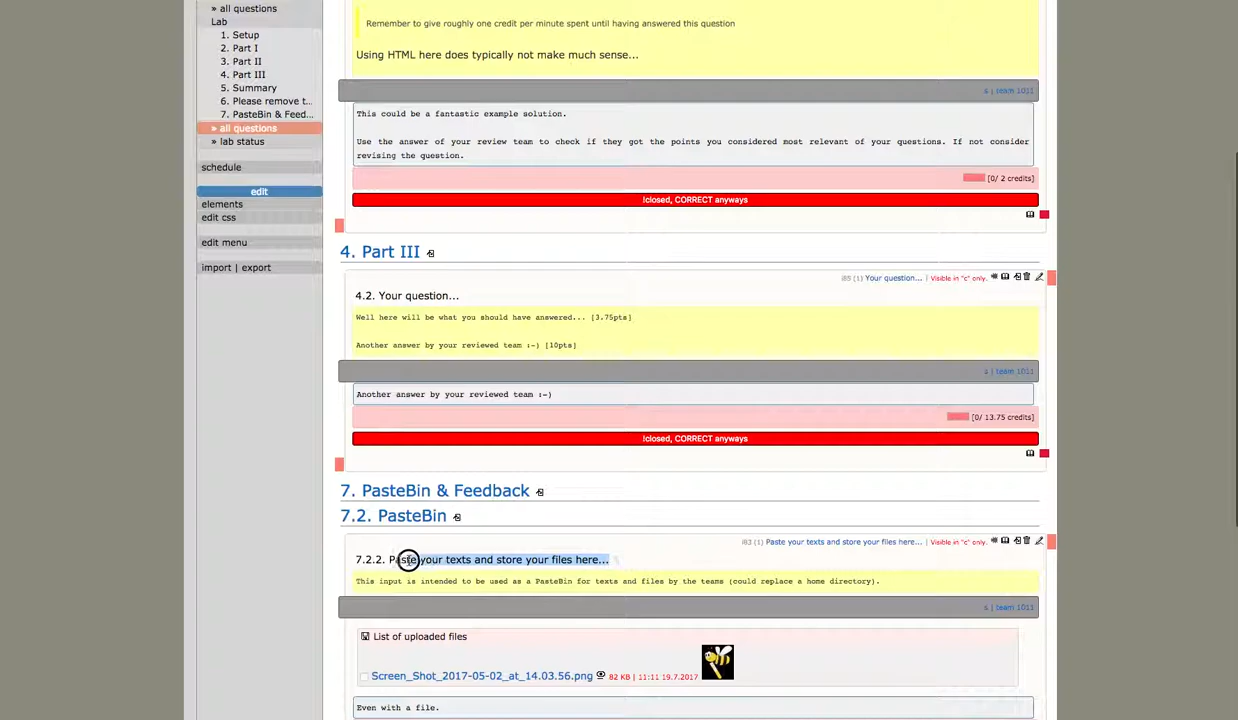 » all questions
Lab
1. Setup
2. Part I
3. Part II
4. Part III
5. Summary
6. Please remove t...
7. PasteBin & Feed...
» all questions
» lab status
schedule
edit
elements
edit css
edit menu
import | export
Remember to give roughly one credit per minute spent until having answered this question
Using HTML here does typically not make much sense...
| team 1011
This could be a fantastic example solution.
Use the answer of your review team to check if they got the points you considered most relevant of your questions. If not consider
revising the question.
[0/ 2 credits]
!closed, CORRECT anyways
4. Part III
i85 (1) Your question... | Visible in "c" only.
4.2. Your question...
Well here will be what you should have answered... [3.75pts]
Another answer by your reviewed team :-) [10pts]
| team 1011
Another answer by your reviewed team :-)
[0/ 13.75 credits]
!closed, CORRECT anyways
7. PasteBin & Feedback
7.2. PasteBin
i83 (1) Paste your texts and store your files here... | Visible in "c" only.
7.2.2. Paste your texts and store your files here...
This input is intended to be used as a PasteBin for texts and files by the teams (could replace a home directory).
| team 1011
List of uploaded files
Screen_Shot_2017-05-02_at_14.03.56.png 82 KB | 11:11 19.7.2017
Even with a file.